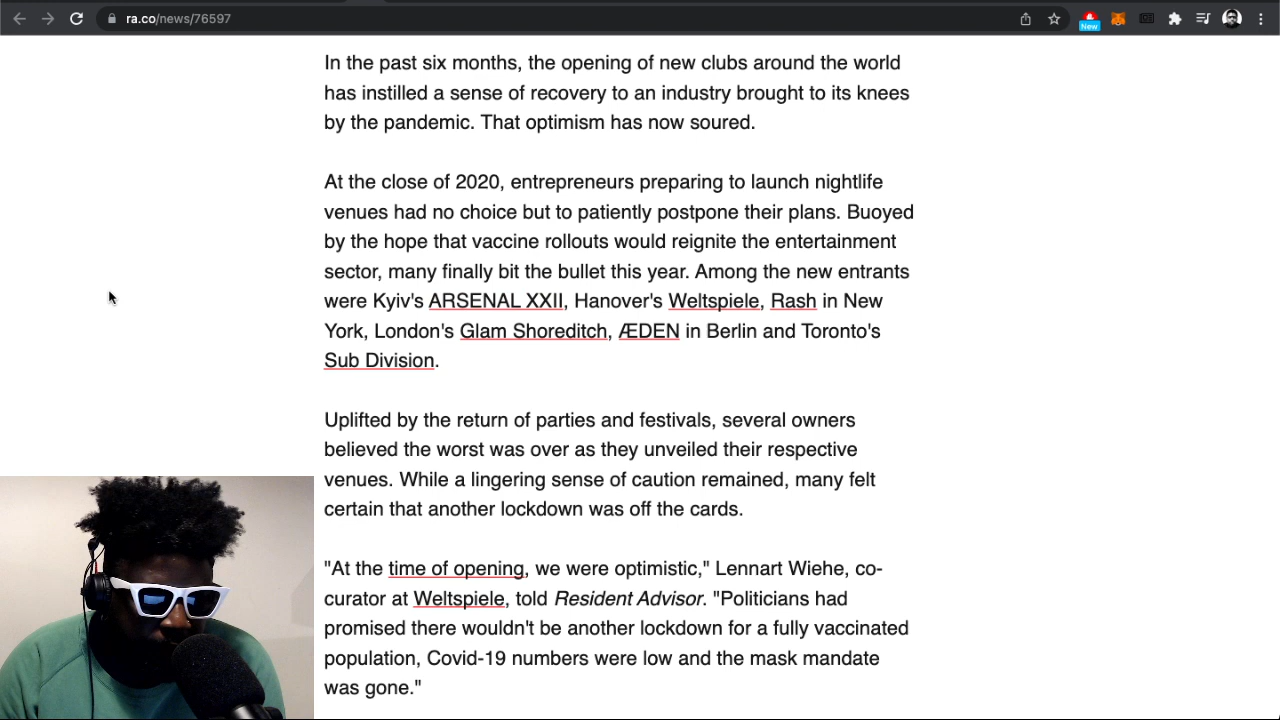 ra.co/news/76597
New
In the past six months, the opening of new clubs around the world
has instilled a sense of recovery to an industry brought to its knees
by the pandemic. That optimism has now soured.
At the close of 2020, entrepreneurs preparing to launch nightlife
venues had no choice but to patiently postpone their plans. Buoyed
by the hope that vaccine rollouts would reignite the entertainment
sector, many finally bit the bullet this year. Among the new entrants
were Kyiv's ARSENAL XXII, Hanover's Weltspiele, Rash in New
York, London's Glam Shoreditch, ÆDEN in Berlin and Toronto's
Sub Division.
Uplifted by the return of parties and festivals, several owners
believed the worst was over as they unveiled their respective
venues. While a lingering sense of caution remained, many felt
certain that another lockdown was off the cards.
"At the time of opening, we were optimistic," Lennart Wiehe, co-
curator at Weltspiele, told Resident Advisor. "Politicians had
promised there wouldn't be another lockdown for a fully vaccinated
population, Covid-19 numbers were low and the mask mandate
was gone."